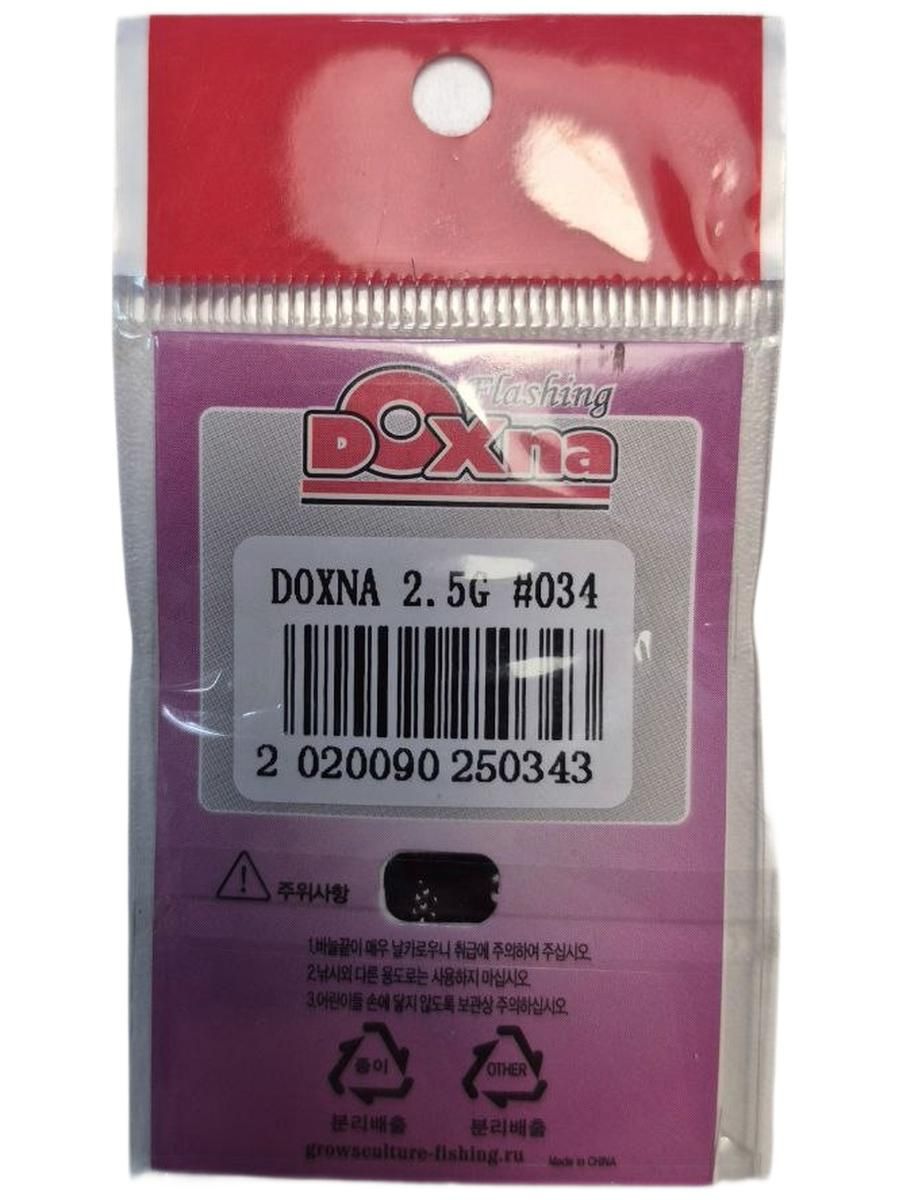 Flashing
DOXna
DOXNA 2.5G #034
2 020090 250343
주위사항
1.바늘끝이 매우 날카로우니 취급에 주의하여 주십시오.
2.낚시외 다른 용도로는 사용하지 마십시오.
3.어린이들 손에 닿지 않도록 보관상 주의하십시오.
종이 OTHER
분리배출 분리배출
growsculture-fishing.ru Made in CHINA